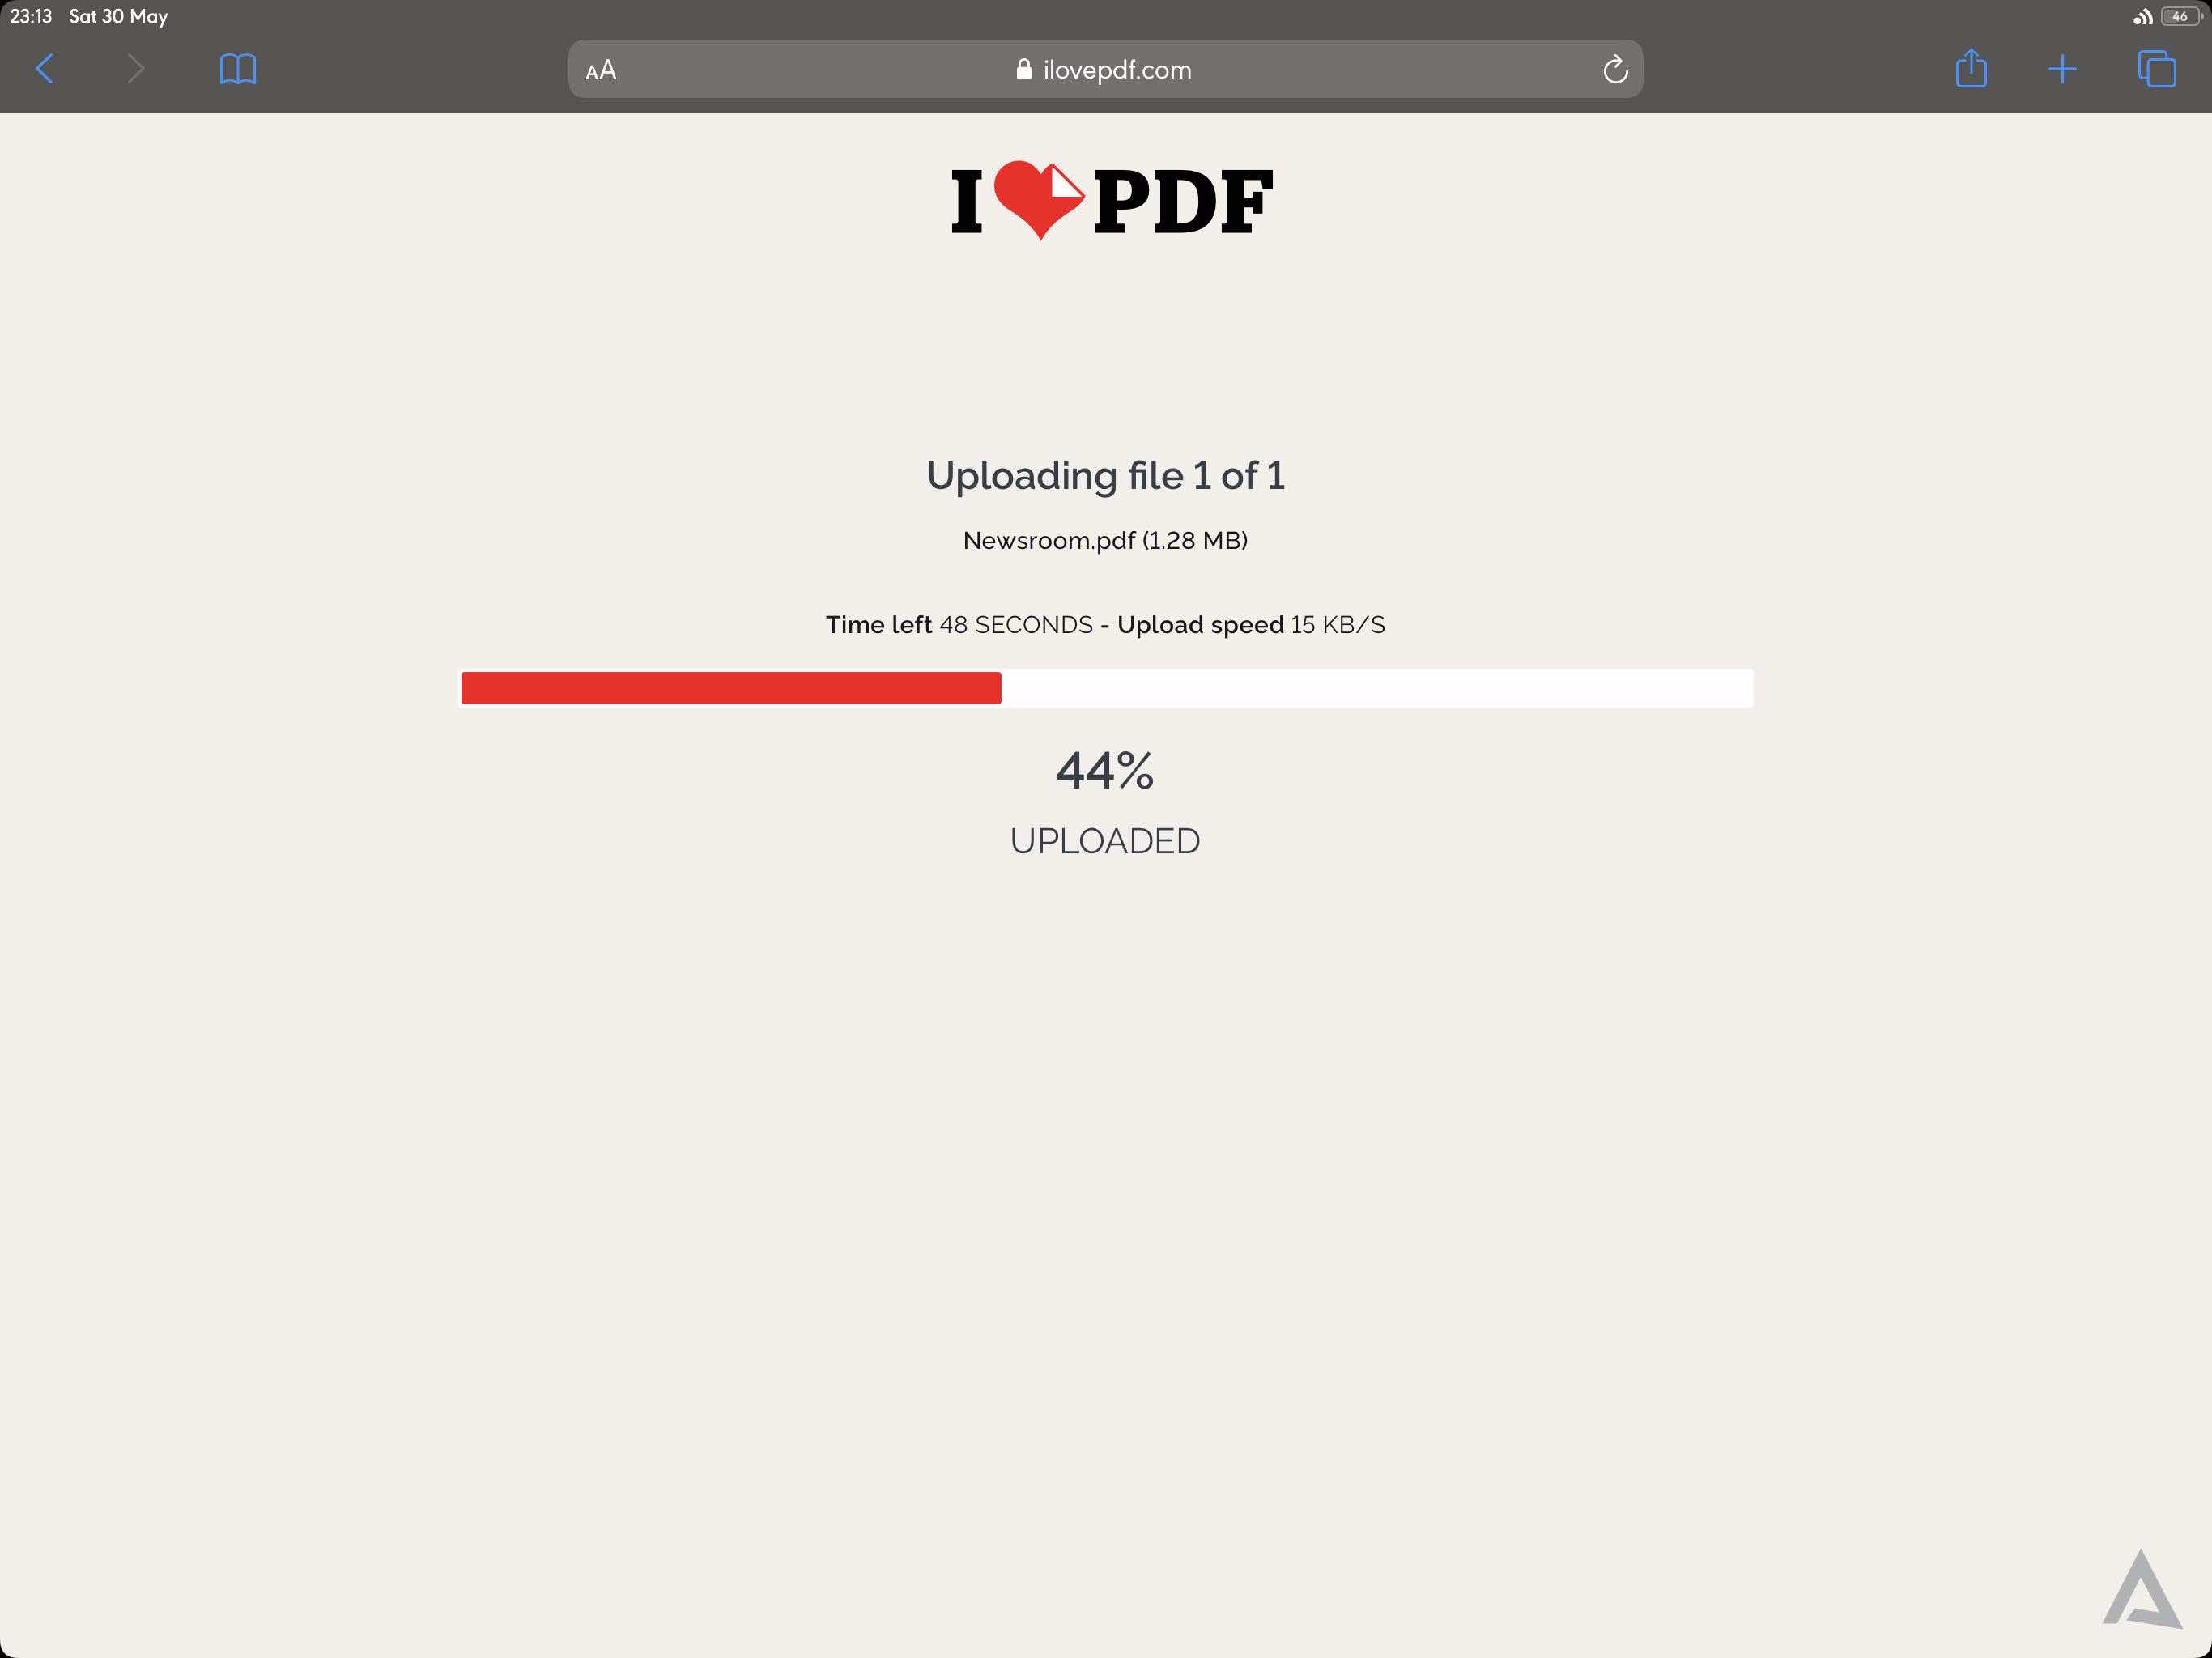 23:13 Sat 30 May
46
AA
ilovepdf.com
I PDF
Uploading file 1 of 1
Newsroom.pdf (1.28 MB)
Time left 48 SECONDS - Upload speed 15 KB/S
44%
UPLOADED